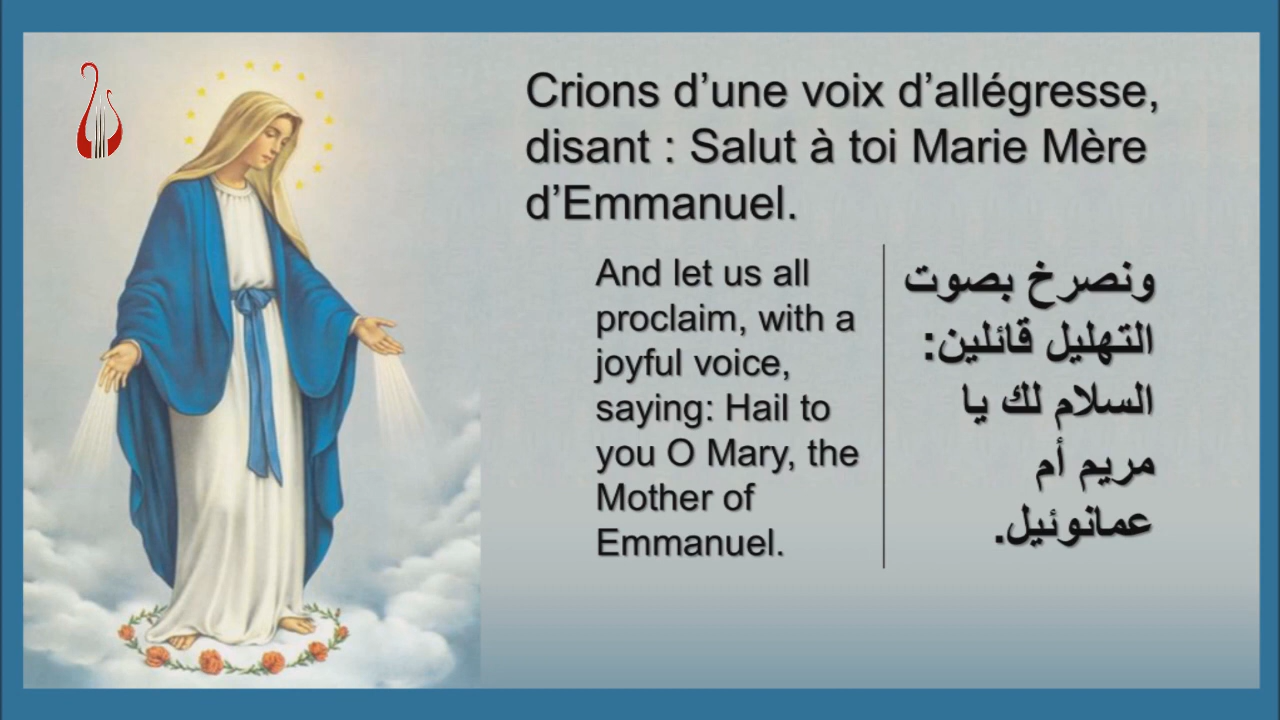 Crions d’une voix d’allégresse,
disant : Salut à toi Marie Mère
d’Emmanuel.
And let us all
proclaim, with a
joyful voice,
saying: Hail to
you O Mary, the
Mother of
Emmanuel.
ونصرخ بصوت
التهليل قائلين:
السلام لك يا
مريم أم
عمانوئيل.